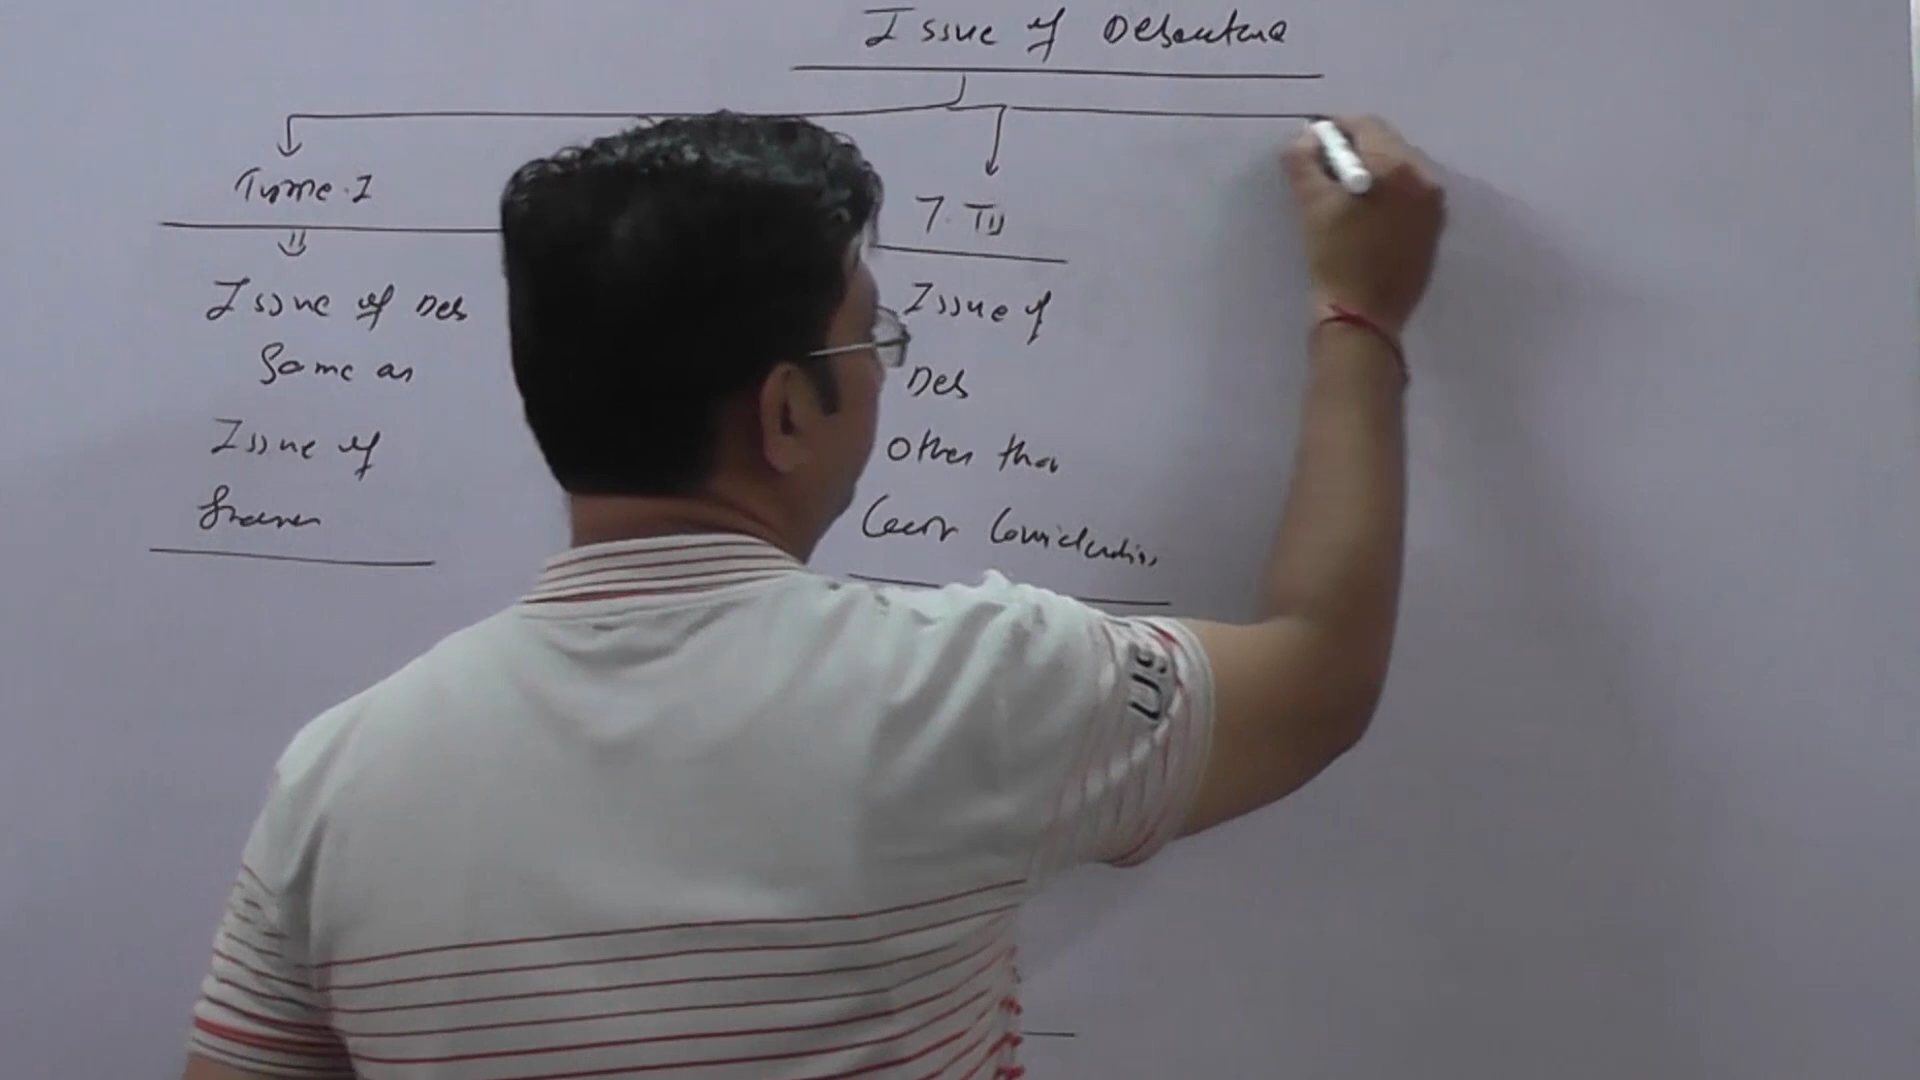 Issue of Debenture
Type-I
Issue of Deb
Same as
Issue of
Shares
T. II
Issue of
Deb
Other than
Cash Consideration
US